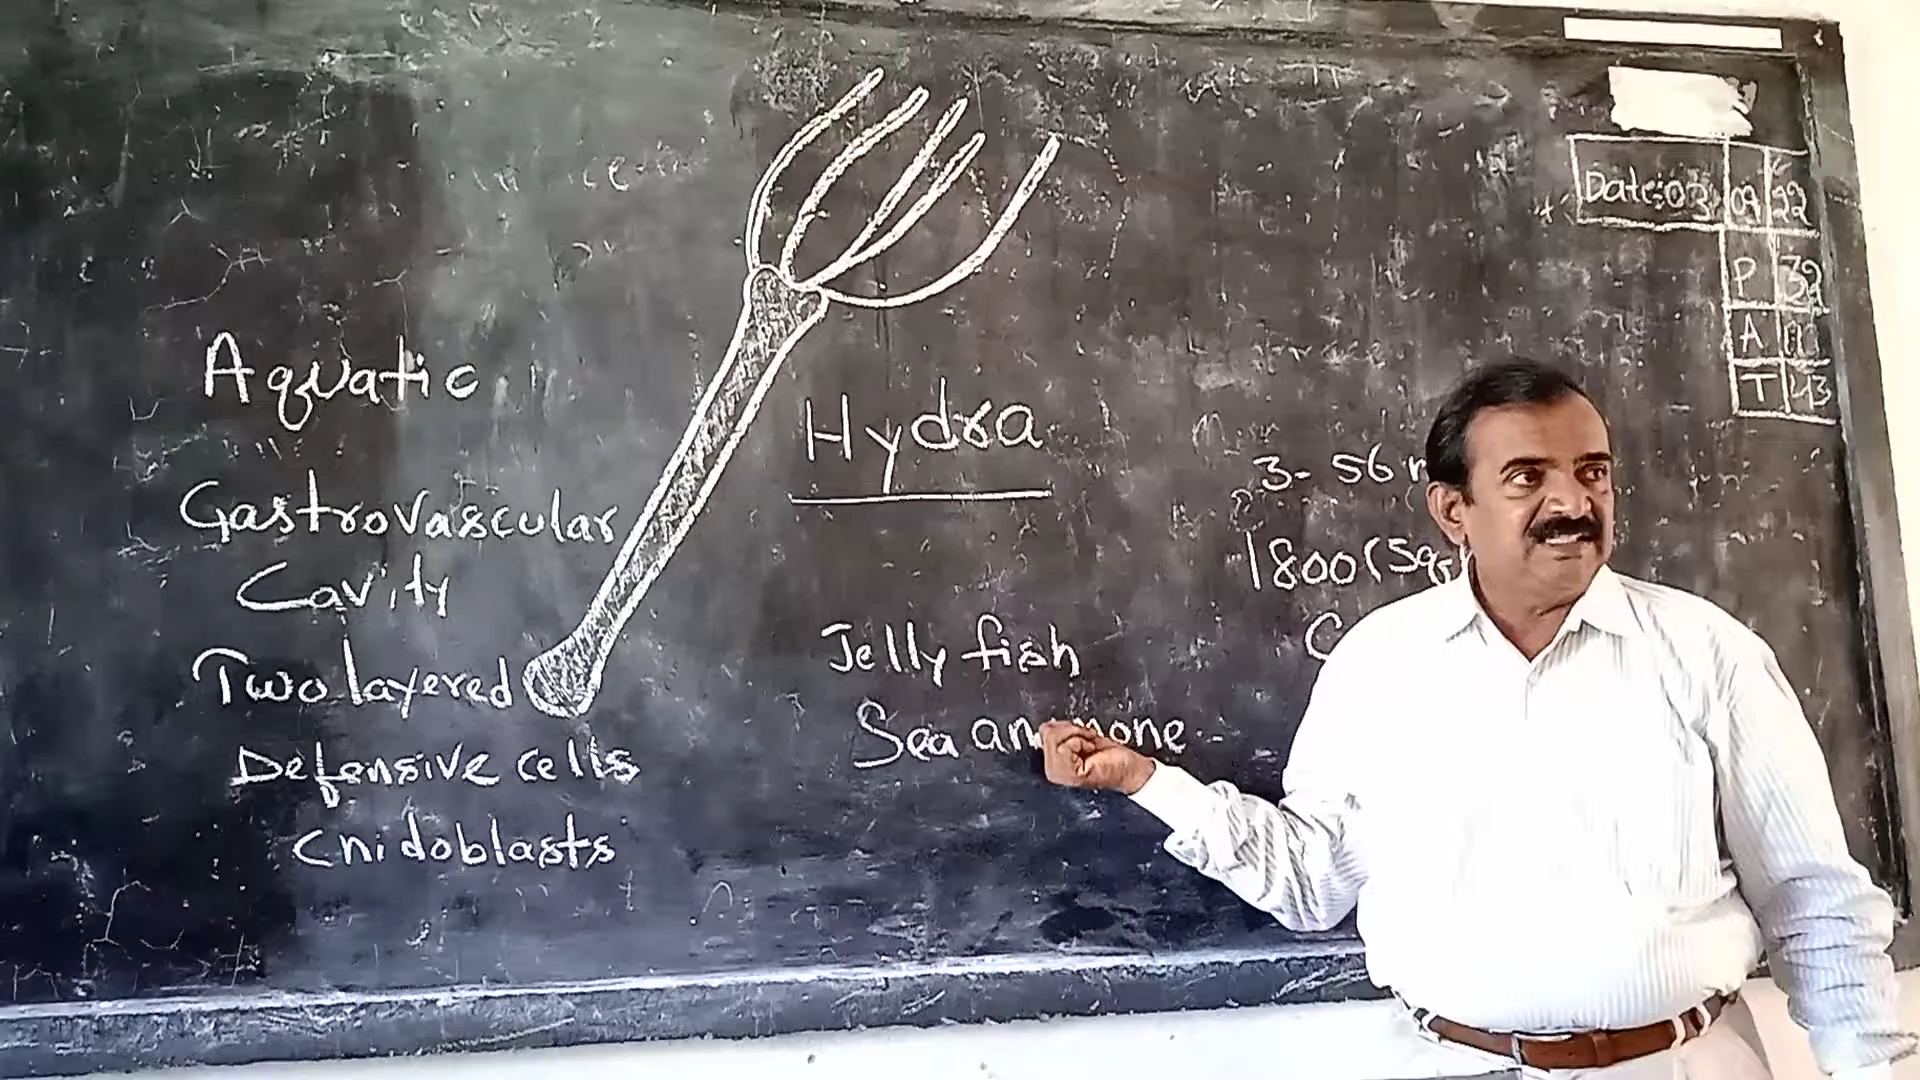 Date: 03 09 22
P 32
A 11
T 43
Aquatic
Gastrovascular
Cavity
Two layered
Defensive cells
Cnidoblasts
Hydra
Jelly fish
Sea
3-56
1800 (Sq.